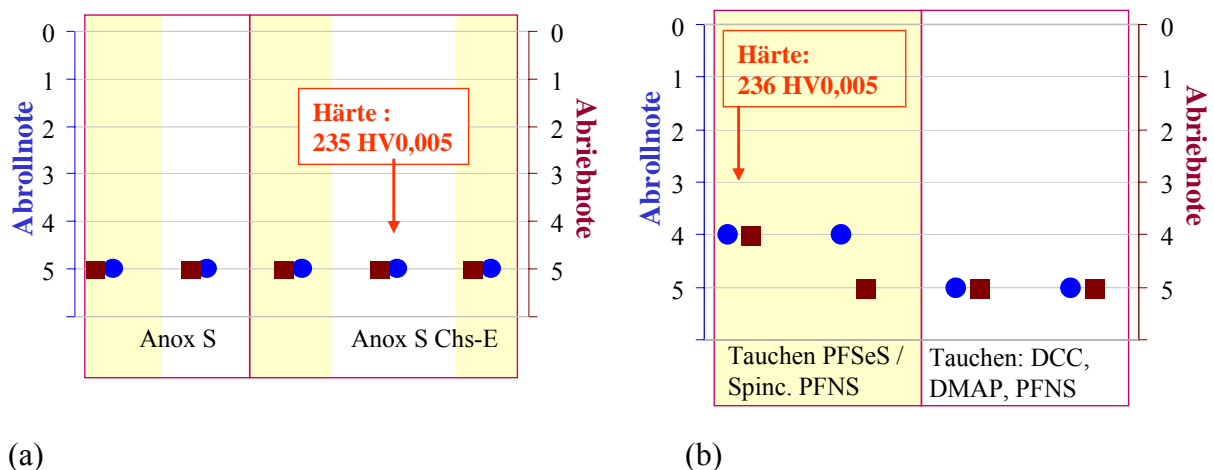 0
1
2
3
4
5
Abrollnote
Härte :
235 HV0,005
0
1
2
3
4
5
Abriebnote
Anox S
Anox S Chs-E
(a)
0
1
2
3
4
5
Abrollnote
Härte:
236 HV0,005
0
1
2
3
4
5
Abriebnote
Tauchen PFSeS /
Spinc. PFNS
Tauchen: DCC,
DMAP, PFNS
(b)